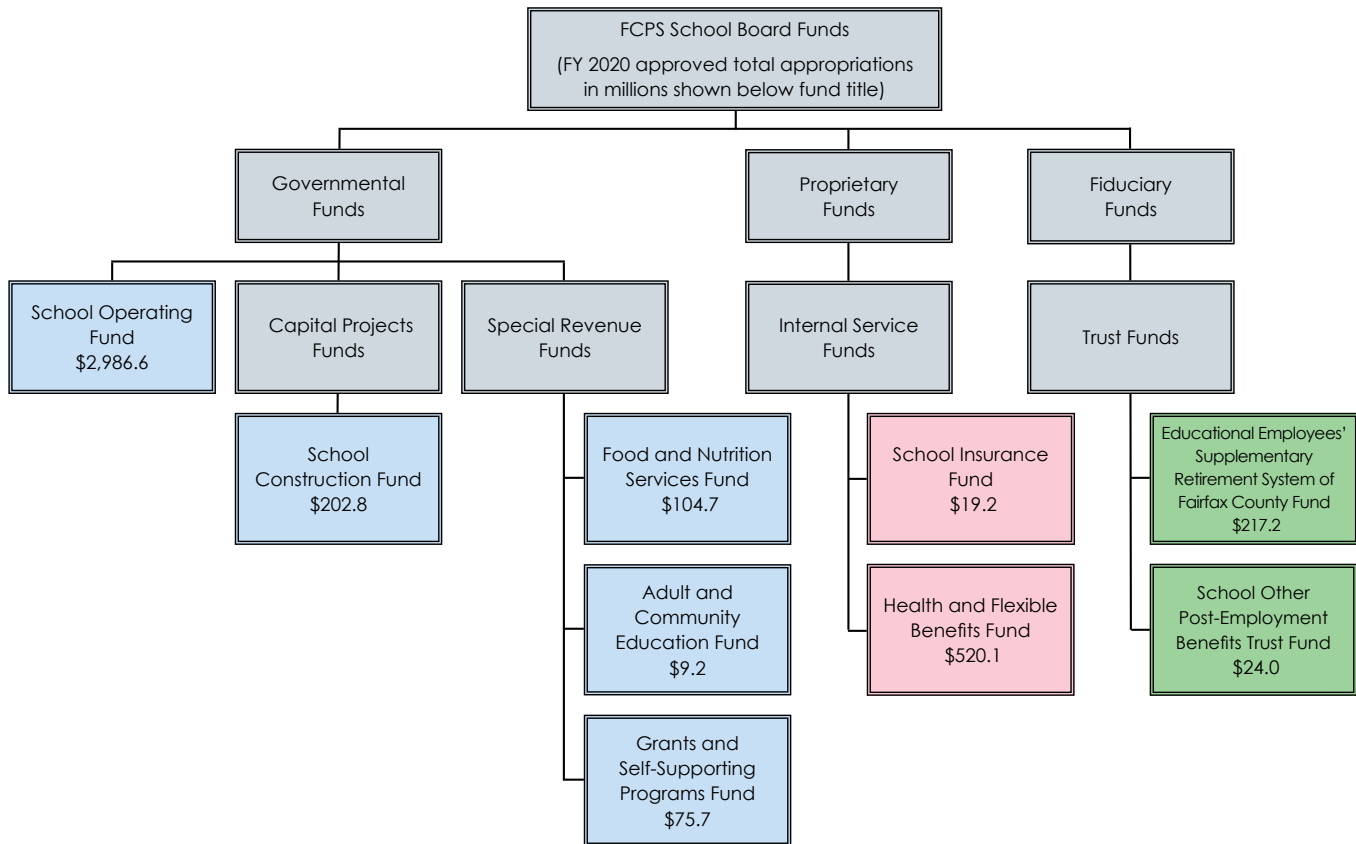 FCPS School Board Funds
(FY 2020 approved total appropriations
in millions shown below fund title)
Governmental
Funds
Proprietary
Funds
Fiduciary
Funds
School Operating
Fund
$2,986.6
Capital Projects
Funds
Special Revenue
Funds
Internal Service
Funds
Trust Funds
School
Construction Fund
$202.8
Food and Nutrition
Services Fund
$104.7
School Insurance
Fund
$19.2
Educational Employees’
Supplementary
Retirement System of
Fairfax County Fund
$217.2
Adult and
Community
Education Fund
$9.2
Health and Flexible
Benefits Fund
$520.1
School Other
Post-Employment
Benefits Trust Fund
$24.0
Grants and
Self-Supporting
Programs Fund
$75.7